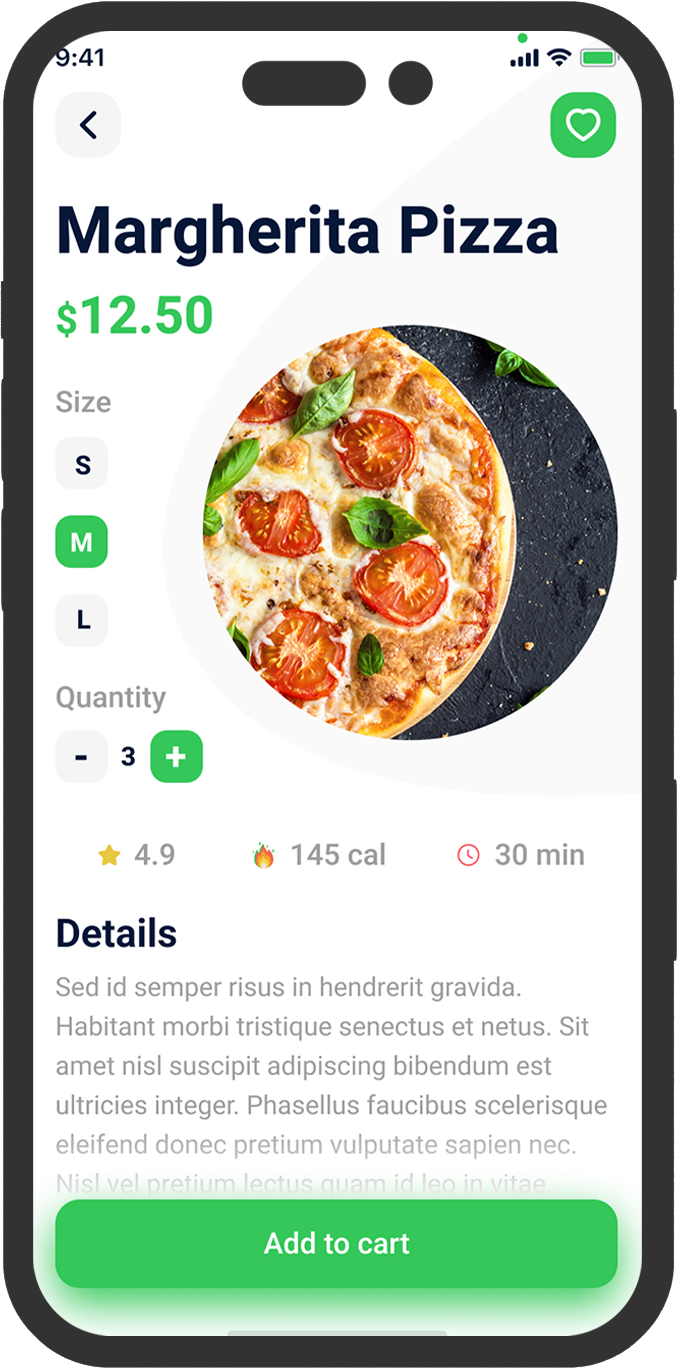 9:41
Margherita Pizza
$12.50
Size
S
M
L
Quantity
- 3 +
4.9 145 cal 30 min
Details
Sed id semper risus in hendrerit gravida.
Habitant morbi tristique senectus et netus. Sit
amet nisl suscipit adipiscing bibendum est
ultricies integer. Phasellus faucibus scelerisque
eleifend donec pretium vulputate sapien nec.
Nisl vel pretium lectus quam id leo in vitae.
Add to cart